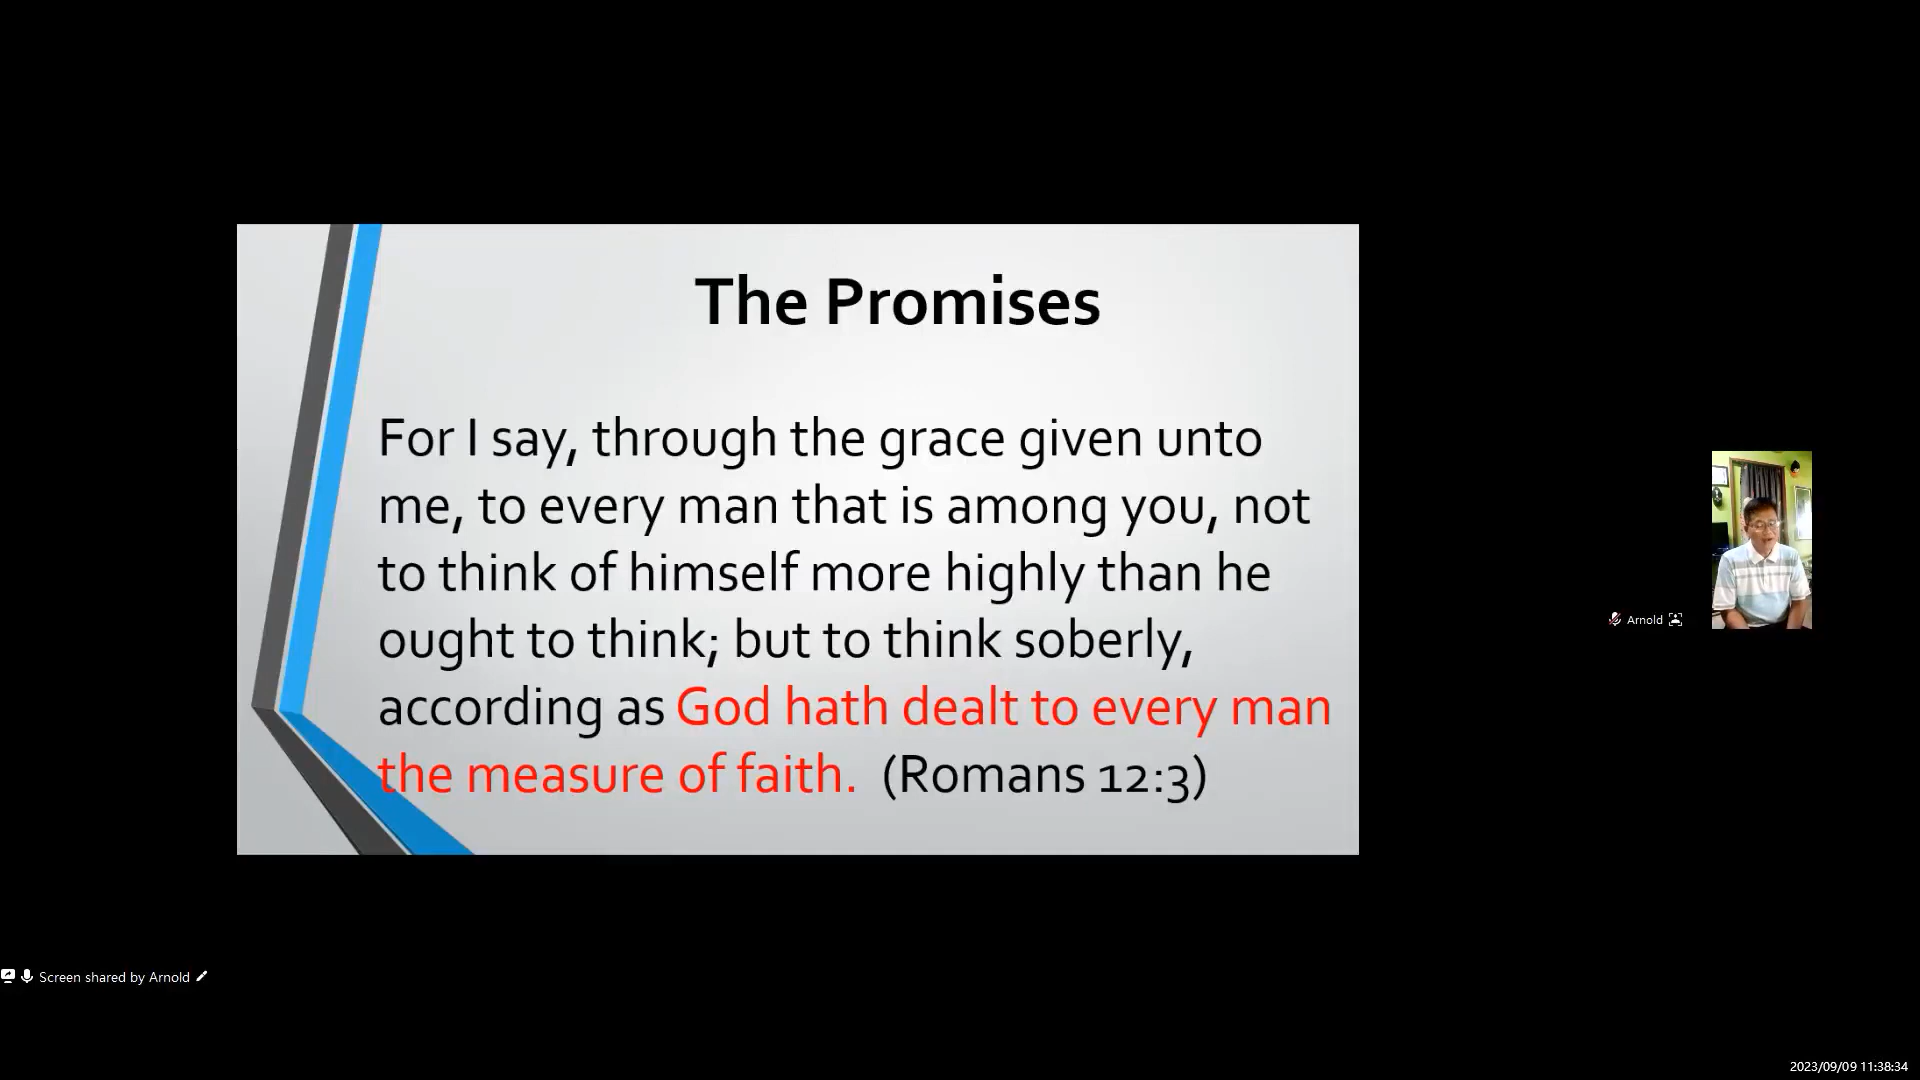 The Promises
For I say, through the grace given unto
me, to every man that is among you, not
to think of himself more highly than he
ought to think; but to think soberly,
according as God hath dealt to every man
the measure of faith. (Romans 12:3)
Arnold
Screen shared by Arnold
2023/09/09 11:38:34